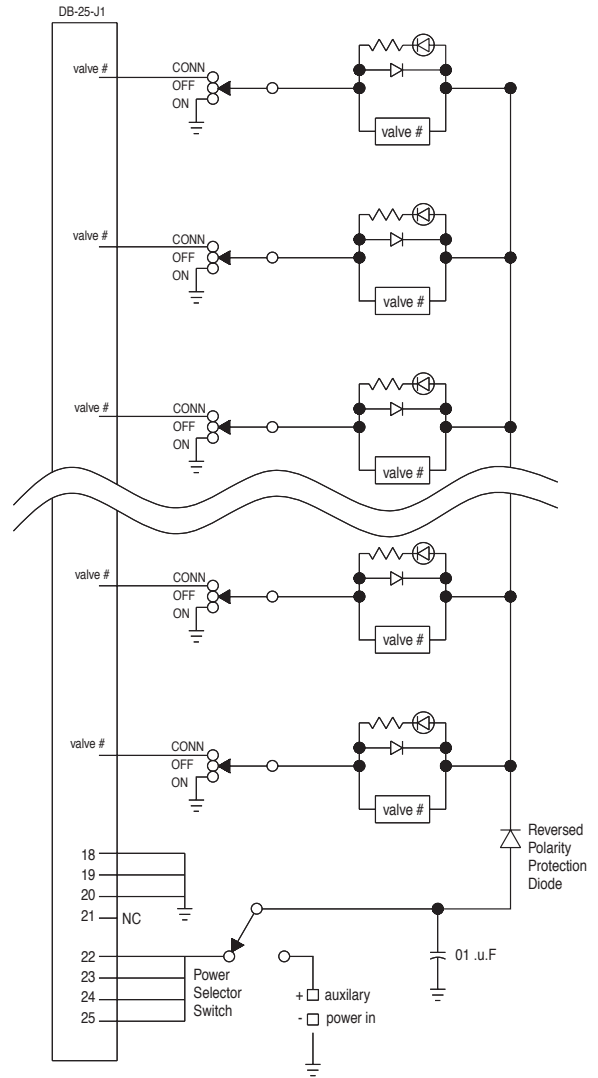 DB-25-J1
valve #
CONN
OFF
ON
valve #
valve #
CONN
OFF
ON
valve #
valve #
CONN
OFF
ON
valve #
valve #
CONN
OFF
ON
valve #
valve #
CONN
OFF
ON
valve #
Reversed
Polarity
Protection
Diode
18
19
20
21 NC
22
23
24
25
Power
Selector
Switch
+ auxilary
- power in
01 .u.F